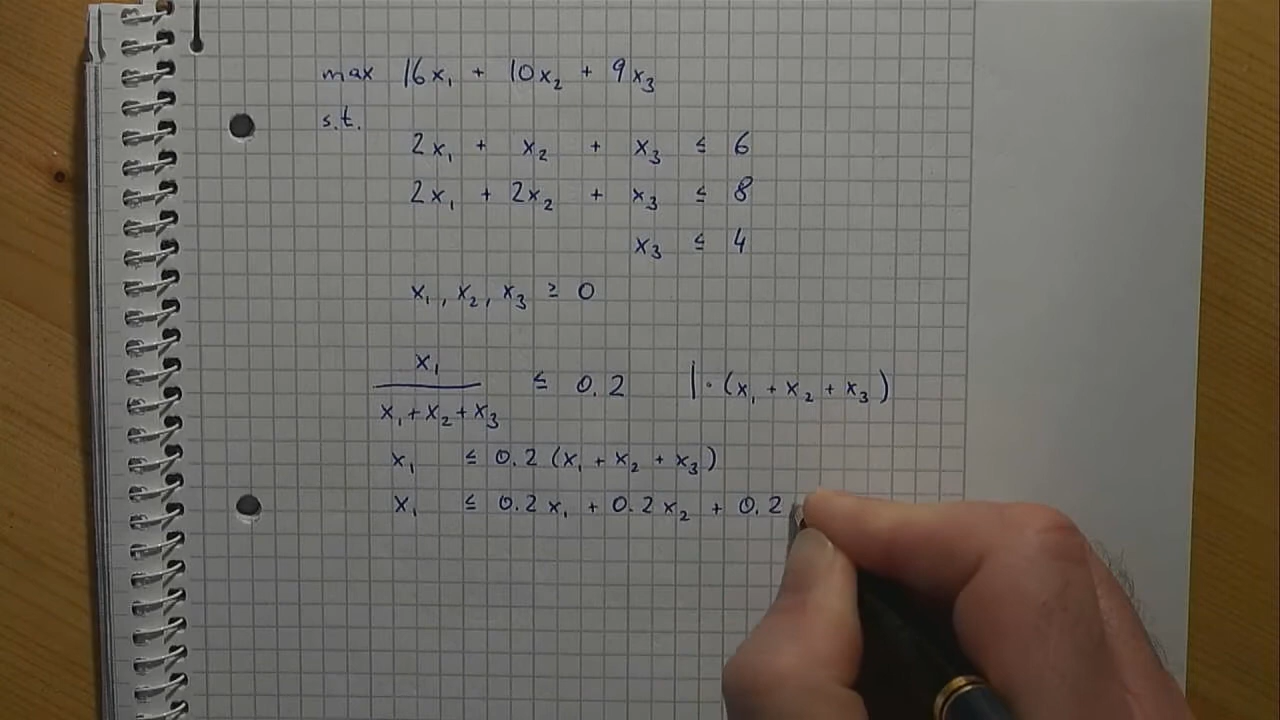 max 16x₁ + 10x₂ + 9x₃
s.t.
2x₁ + x₂ + x₃ ≤ 6
2x₁ + 2x₂ + x₃ ≤ 8
x₃ ≤ 4
x₁, x₂, x₃ ≥ 0
x₁
x₁+x₂+x₃ ≤ 0.2 |·(x₁ + x₂ + x₃)
x₁ ≤ 0.2 (x₁ + x₂ + x₃)
x₁ ≤ 0.2x₁ + 0.2x₂ + 0.2